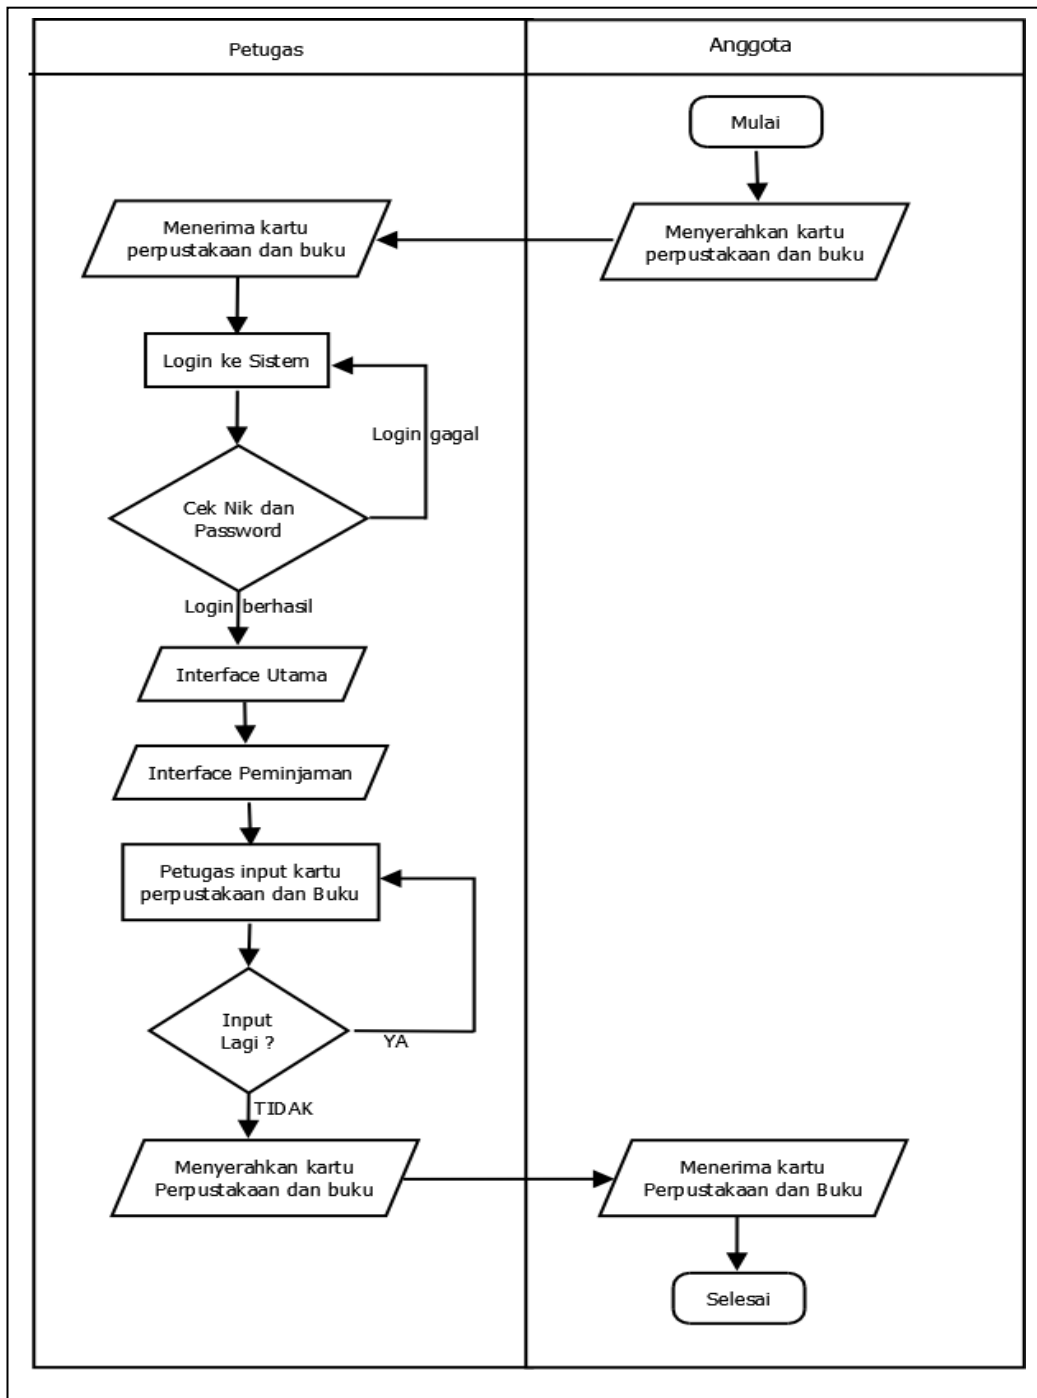 Petugas
Anggota
Mulai
Menyerahkan kartu
perpustakaan dan buku
Menerima kartu
perpustakaan dan buku
Login ke Sistem
Login gagal
Cek Nik dan
Password
Login berhasil
Interface Utama
Interface Peminjaman
Petugas input kartu
perpustakaan dan Buku
Input
Lagi ?
YA
TIDAK
Menyerahkan kartu
Perpustakaan dan buku
Menerima kartu
Perpustakaan dan Buku
Selesai